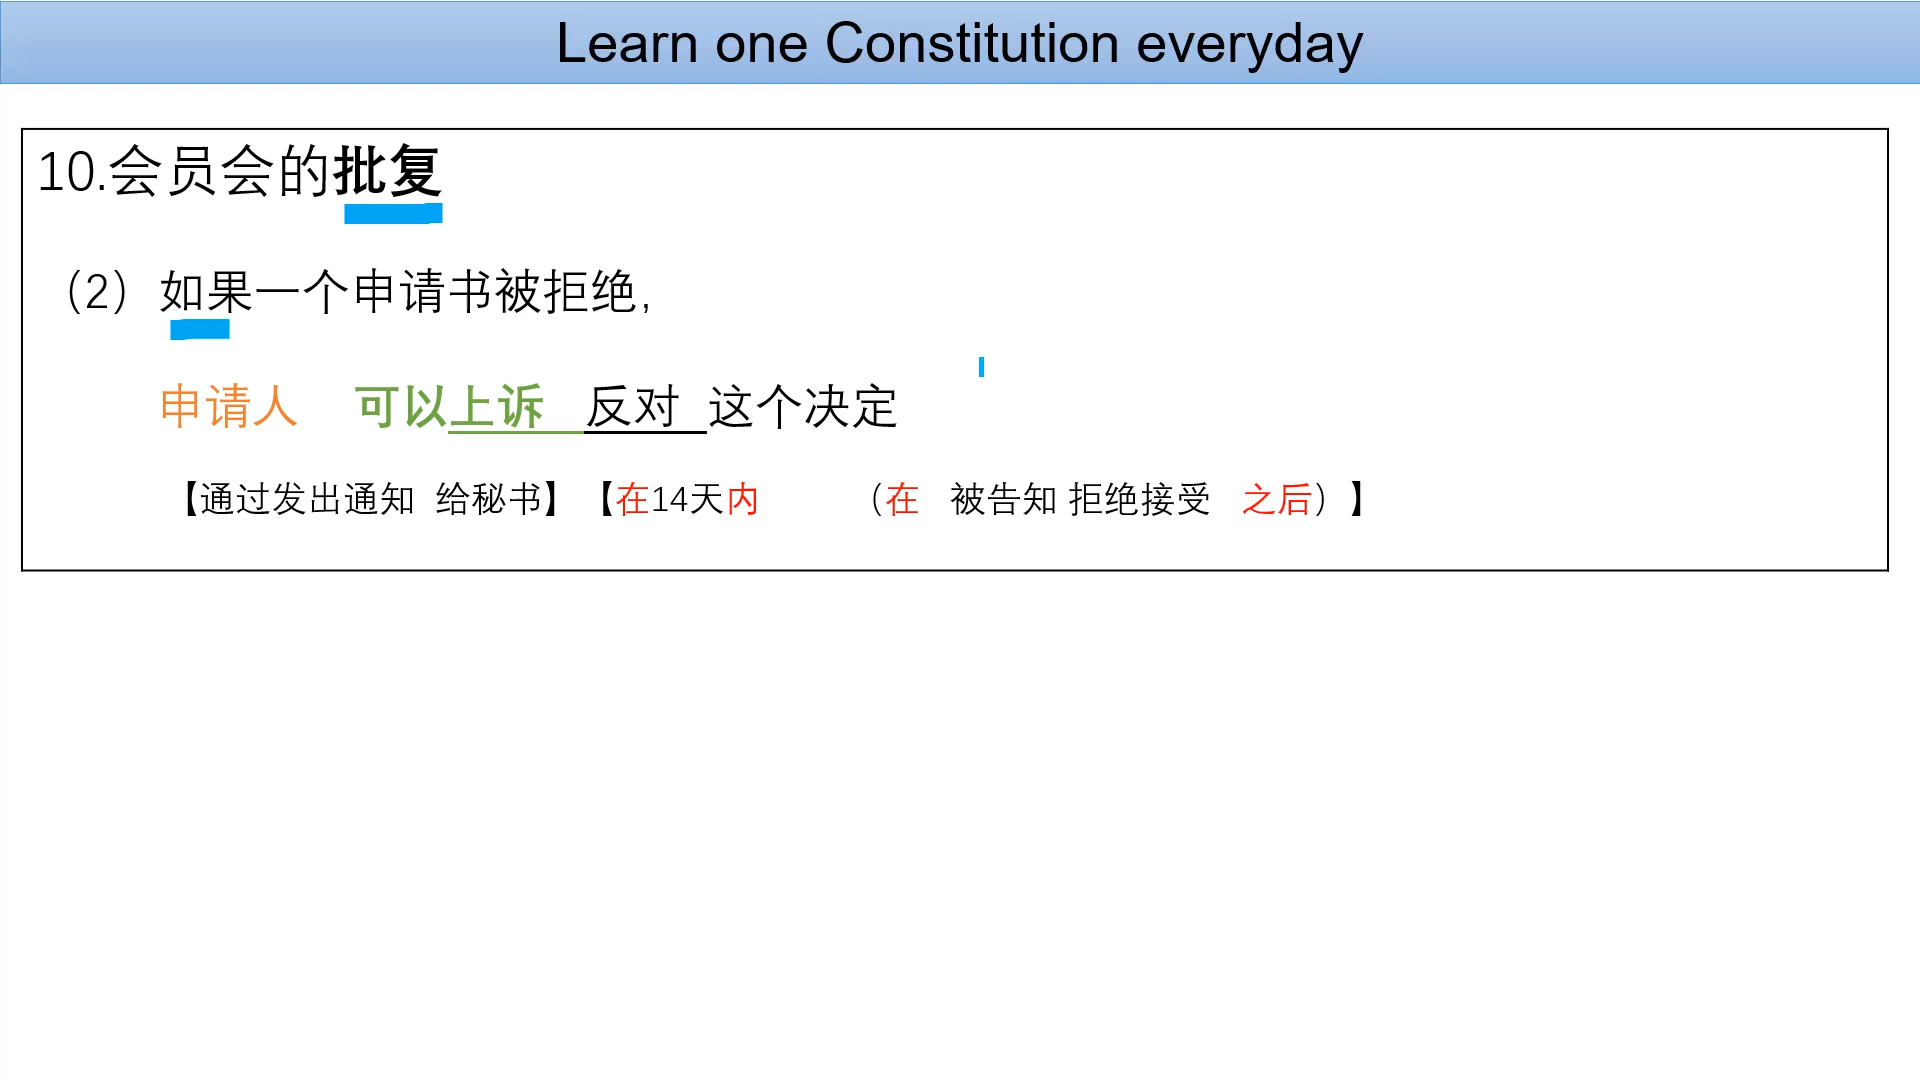 Learn one Constitution everyday
10.会员会的批复
（2）如果一个申请书被拒绝,
申请人 可以上诉 反对 这个决定
【通过发出通知 给秘书】【在14天内 （在 被告知 拒绝接受 之后）】